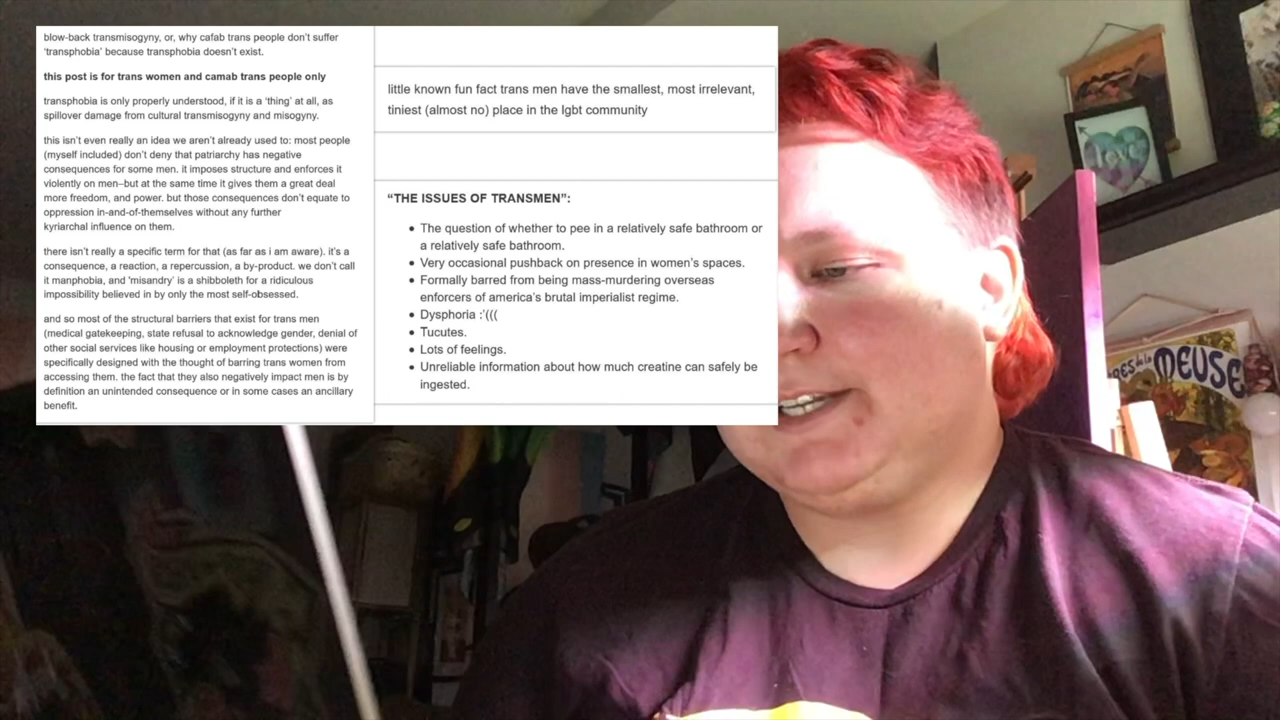 blow-back transmisogyny, or, why cafab trans people don't suffer
'transphobia' because transphobia doesn't exist.
this post is for trans women and camab trans people only
transphobia is only properly understood, if it is a 'thing' at all, as
spillover damage from cultural transmisogyny and misogyny.
this isn't even really an idea we aren't already used to: most people
(myself included) don't deny that patriarchy has negative
consequences for some men. it imposes structure and enforces it
violently on men–but at the same time it gives them a great deal
more freedom, and power. but those consequences don't equate to
oppression in-and-of-themselves without any further
kyriarchal influence on them.
there isn't really a specific term for that (as far as i am aware). it's a
consequence, a reaction, a repercussion, a by-product. we don't call
it manphobia, and 'misandry' is a shibboleth for a ridiculous
impossibility believed in by only the most self-obsessed.
and so most of the structural barriers that exist for trans men
(medical gatekeeping, state refusal to acknowledge gender, denial of
other social services like housing or employment protections) were
specifically designed with the thought of barring trans women from
accessing them. the fact that they also negatively impact men is by
definition an unintended consequence or in some cases an ancillary
benefit.
little known fun fact trans men have the smallest, most irrelevant,
tiniest (almost no) place in the lgbt community
"THE ISSUES OF TRANSMEN":
• The question of whether to pee in a relatively safe bathroom or
a relatively safe bathroom.
• Very occasional pushback on presence in women's spaces.
• Formally barred from being mass-murdering overseas
enforcers of america's brutal imperialist regime.
• Dysphoria :'(((
• Tucutes.
• Lots of feelings.
• Unreliable information about how much creatine can safely be
ingested.
love
RES de la MEUSE